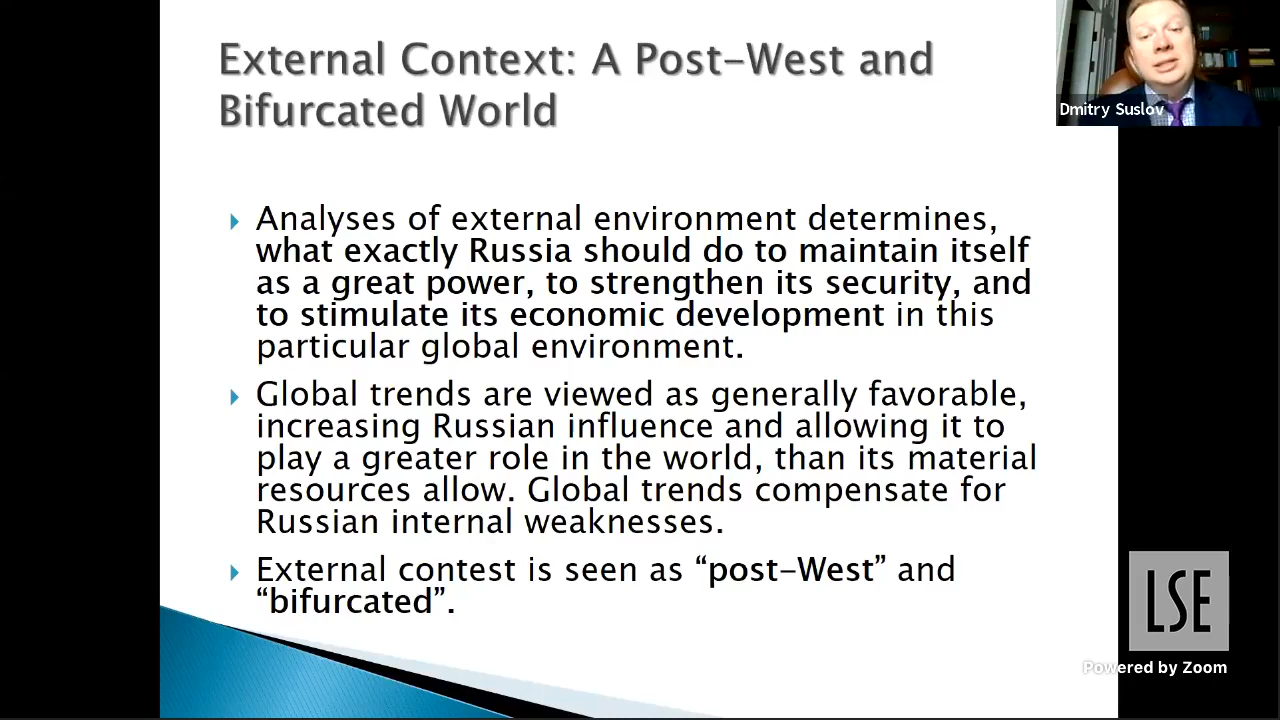 External Context: A Post-West and
Bifurcated World
Dmitry Suslov
Analyses of external environment determines,
what exactly Russia should do to maintain itself
as a great power, to strengthen its security, and
to stimulate its economic development in this
particular global environment.
Global trends are viewed as generally favorable,
increasing Russian influence and allowing it to
play a greater role in the world, than its material
resources allow. Global trends compensate for
Russian internal weaknesses.
External contest is seen as “post-West” and
“bifurcated”.
LSE
Powered by Zoom